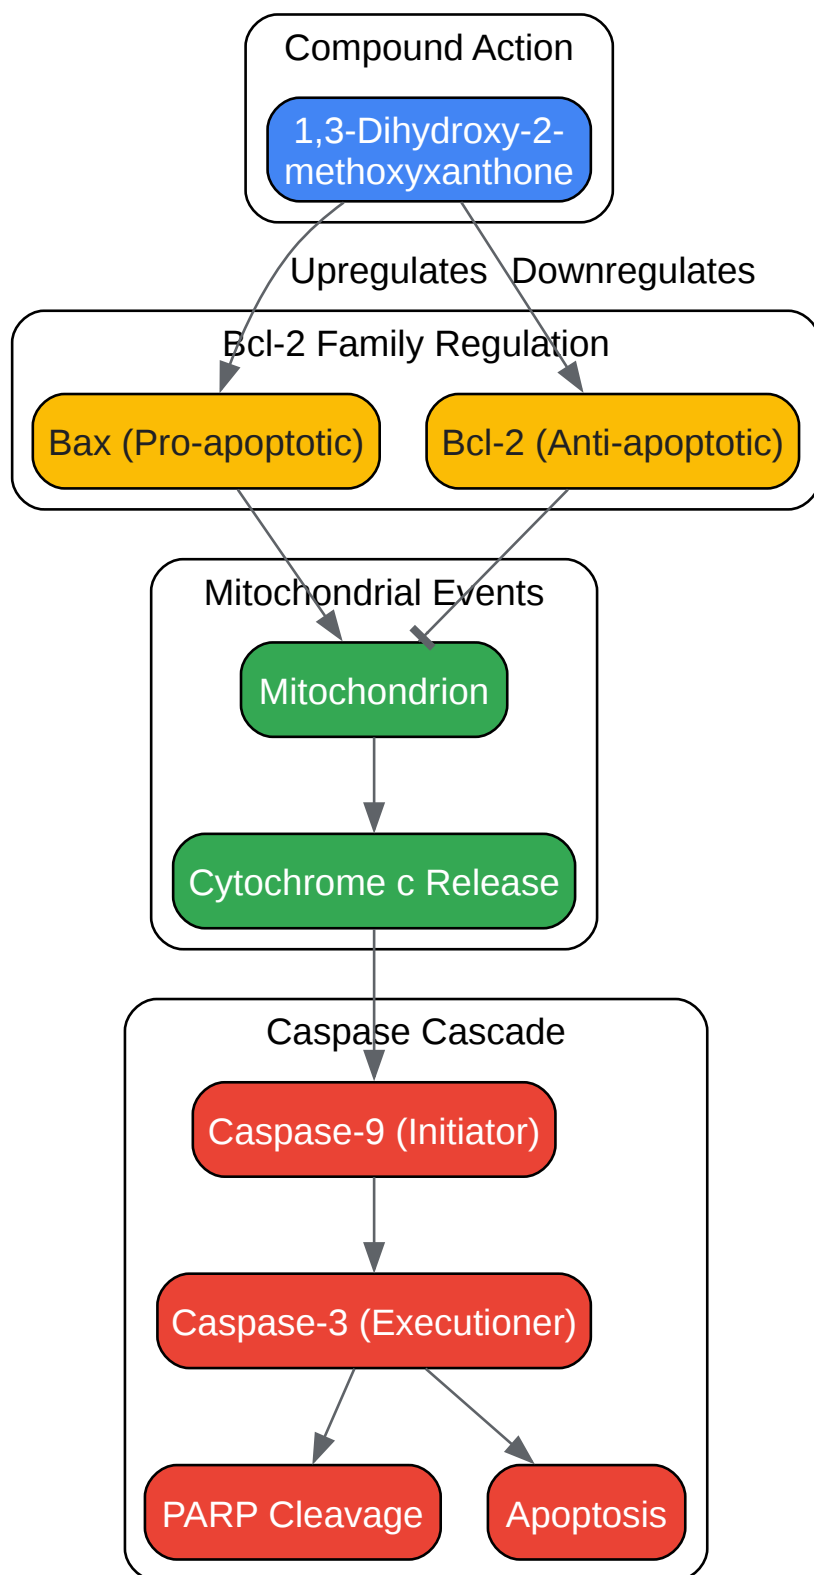 Compound Action
1,3-Dihydroxy-2-
methoxyxanthone
Upregulates
Downregulates
Bcl-2 Family Regulation
Bax (Pro-apoptotic)
Bcl-2 (Anti-apoptotic)
Mitochondrial Events
Mitochondrion
Cytochrome c Release
Caspase Cascade
Caspase-9 (Initiator)
Caspase-3 (Executioner)
PARP Cleavage
Apoptosis